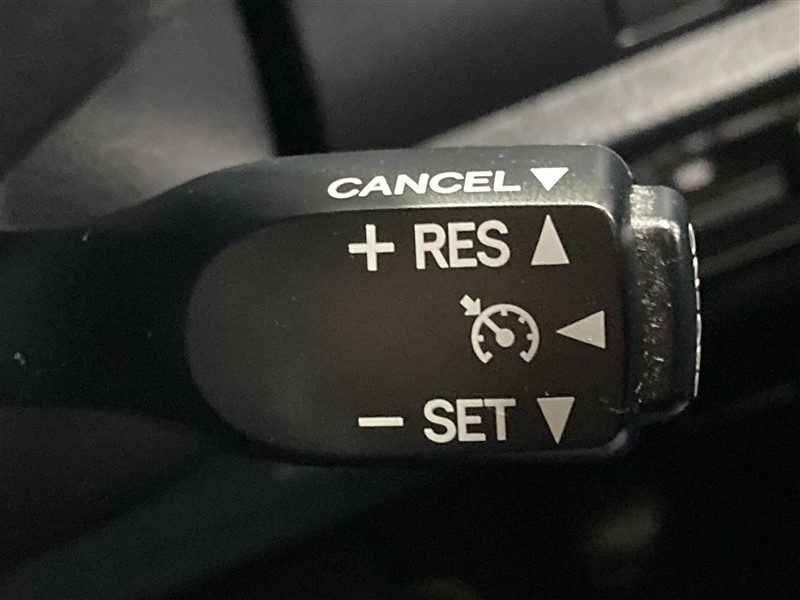 CANCEL▼
+ RES ▲
◀
− SET ▼